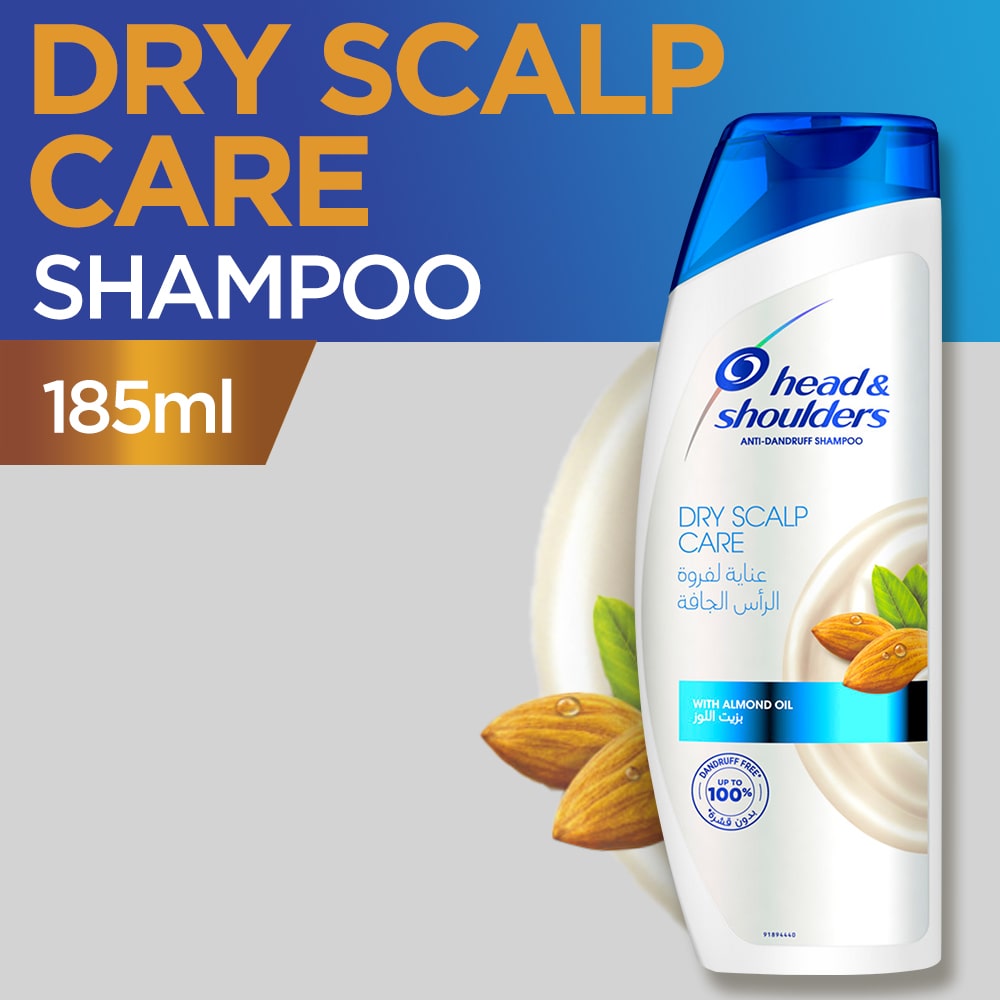 DRY SCALP
CARE
SHAMPOO
185ml
head &
shoulders
ANTI-DANDRUFF SHAMPOO
DRY SCALP
CARE
عناية لفروة
الرأس الجافة
WITH ALMOND OIL
بزيت اللوز
DANDRUFF FREE*
UP TO
100%
بدون قشرة*
91894440